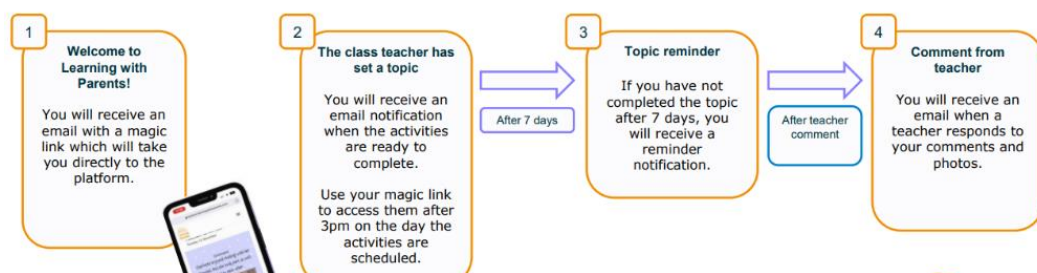 1
Welcome to
Learning with
Parents!
You will receive an
email with a magic
link which will take
you directly to the
platform.
2
The class teacher has
set a topic
You will receive an
email notification
when the activities
are ready to
complete.
Use your magic link
to access them after
3pm on the day the
activities are
scheduled.
After 7 days
3
Topic reminder
If you have not
completed the topic
after 7 days, you
will receive a
reminder
notification.
After teacher
comment
4
Comment from
teacher
You will receive an
email when a
teacher responds to
your comments and
photos.